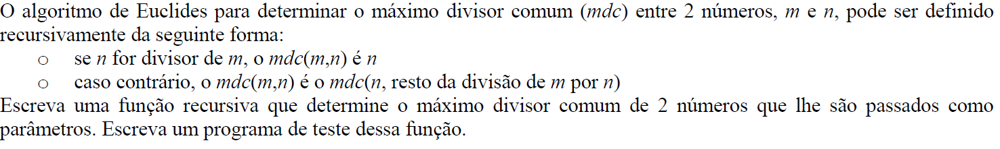 O algoritmo de Euclides para determinar o máximo divisor comum (mdc) entre 2 números, m e n, pode ser definido
recursivamente da seguinte forma:
o se n for divisor de m, o mdc(m,n) é n
o caso contrário, o mdc(m,n) é o mdc(n, resto da divisão de m por n)
Escreva uma função recursiva que determine o máximo divisor comum de 2 números que lhe são passados como
parâmetros. Escreva um programa de teste dessa função.